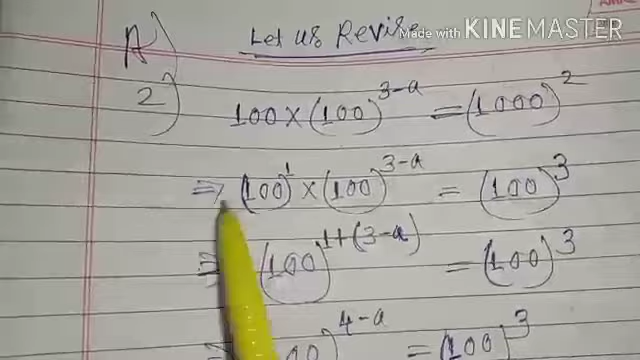 Let us Revise
Made with KINEMASTER
A)
2) 100 × (100)^{3-a} = (1000)^2
⇒ (100)^1 × (100)^{3-a} = (100)^3
(100)^{1+(3-a)} = (100)^3
4-a = (100)^3